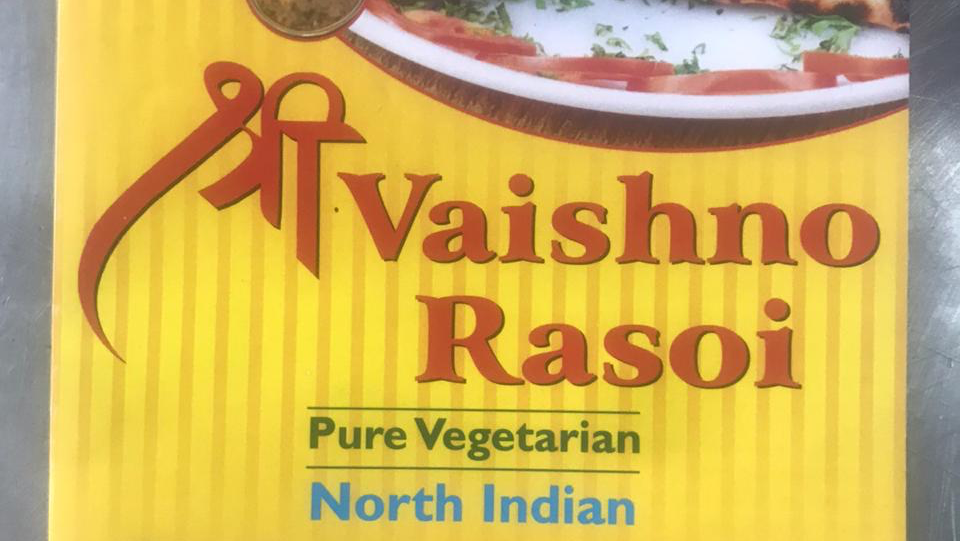 श्री Vaishno
Rasoi
Pure Vegetarian
North Indian